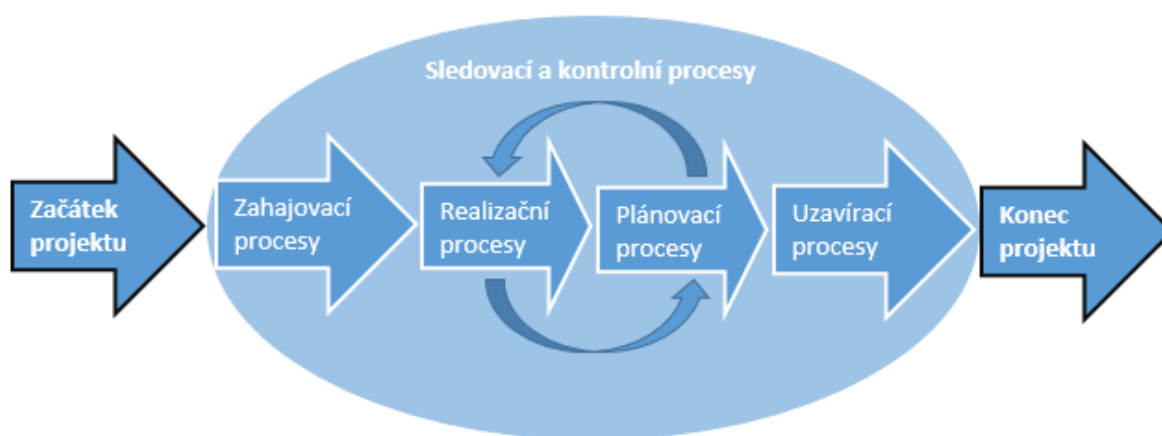 Sledovací a kontrolní procesy
Začátek
projektu
Zahajovací
procesy
Realizační
procesy
Plánovací
procesy
Uzavírací
procesy
Konec
projektu